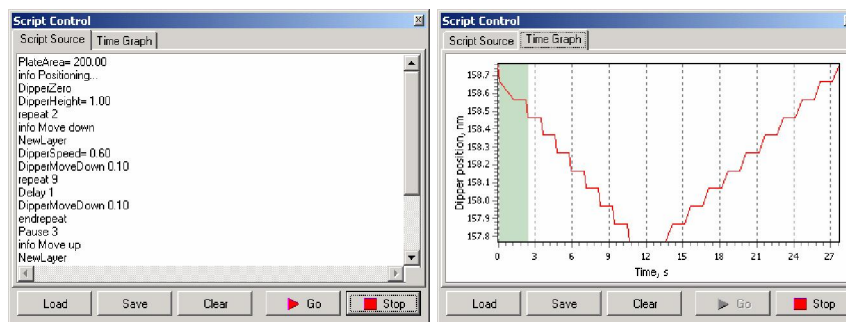 Script Control
Script Source Time Graph
PlateArea= 200.00
info Positioning...
DipperZero
DipperHeight= 1.00
repeat 2
info Move down
NewLayer
DipperSpeed= 0.60
DipperMoveDown 0.10
repeat 9
Delay 1
DipperMoveDown 0.10
endrepeat
Pause 3
info Move up
NewLayer
Load Save Clear Go Stop
Script Control
Script Source Time Graph
Dipper position, nm
158.7
158.6
158.5
158.4
158.3
158.2
158.1
158.0
157.9
157.8
0 3 6 9 12 15 18 21 24 27
Time, s
Load Save Clear Go Stop